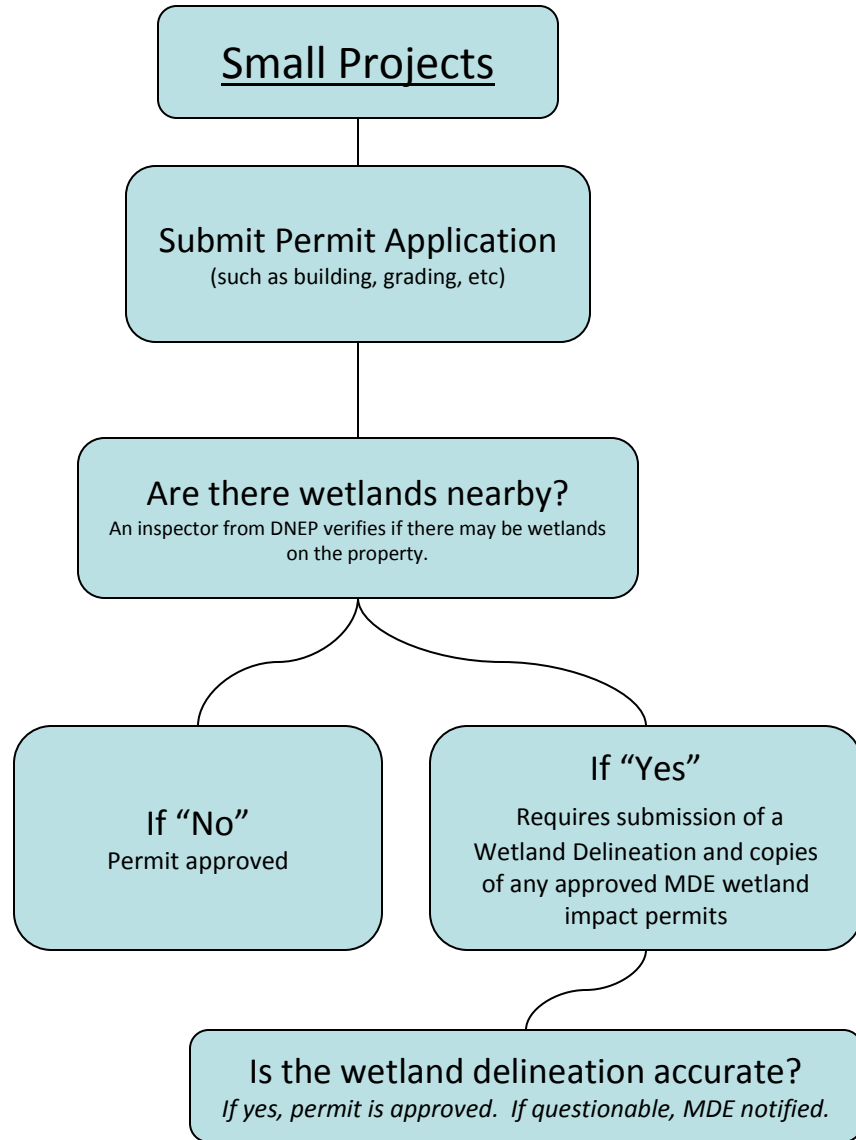 Small Projects
Submit Permit Application
(such as building, grading, etc)
Are there wetlands nearby?
An inspector from DNEP verifies if there may be wetlands
on the property.
If “No”
Permit approved
If “Yes”
Requires submission of a
Wetland Delineation and copies
of any approved MDE wetland
impact permits
Is the wetland delineation accurate?
If yes, permit is approved.  If questionable, MDE notified.